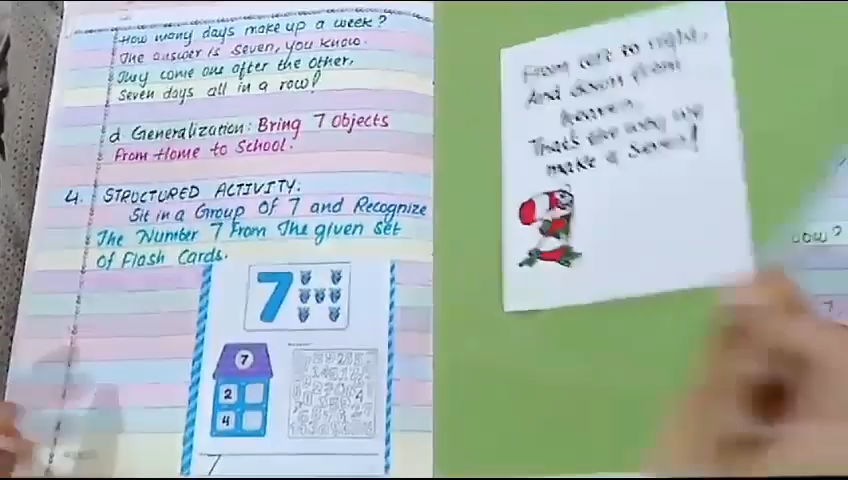 How many days make up a week?
The answer is Seven, you know.
They come one after the other,
Seven days all in a row!
d Generalization: Bring 7 Objects
From Home to School.
4. STRUCTURED ACTIVITY:
Sit in a Group Of 7 and Recognize
The Number 7 From The given Set
of Flash Cards.
7
7
2
4
7
From left to right,
And down from
heaven.
That's the way we
make a seven!